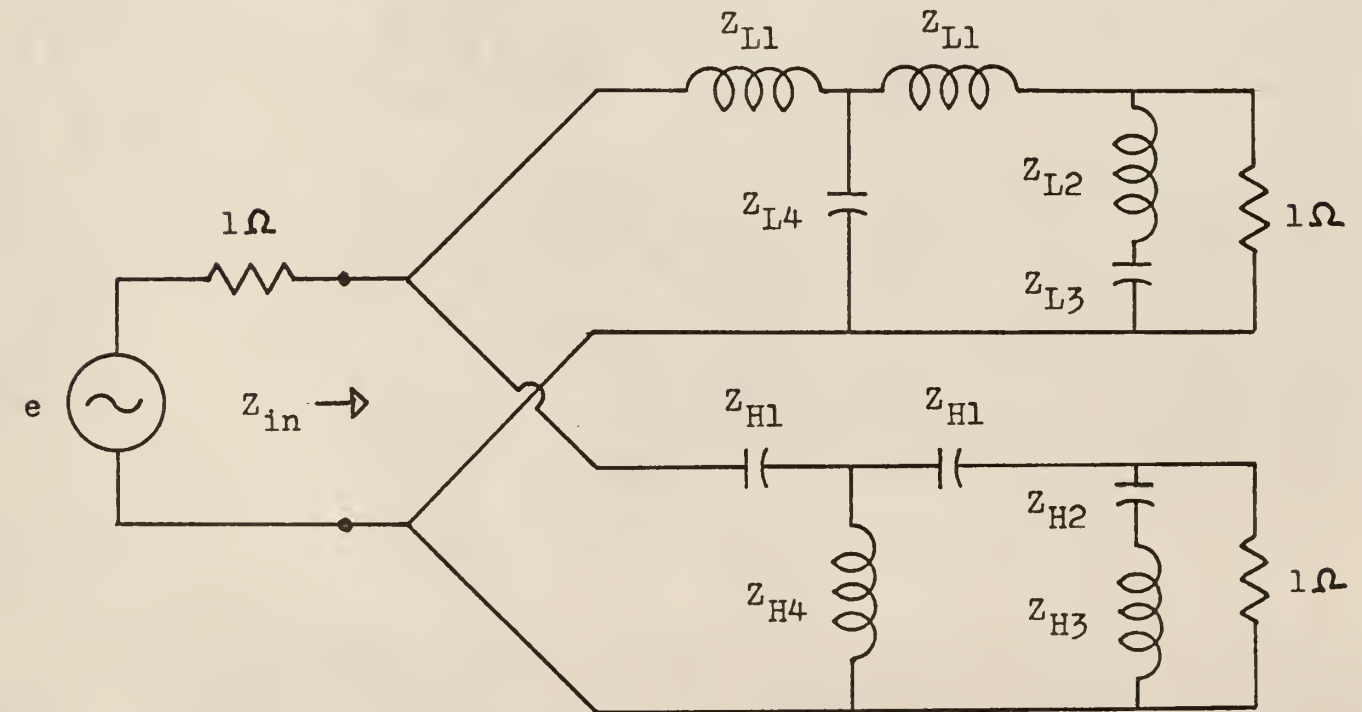 Z_L1 Z_L1
Z_L2
Z_L4 1Ω
1Ω
Z_L3
e Z_in
Z_H1 Z_H1
Z_H2
Z_H4 Z_H3 1Ω